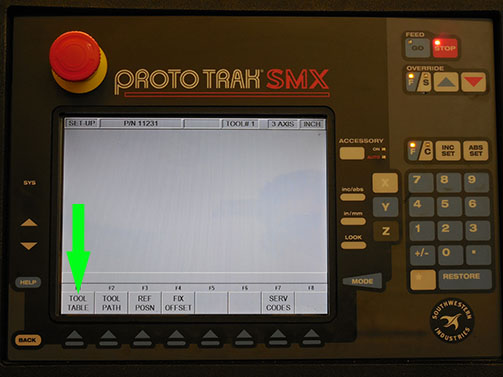 FEED
GO STOP
PROTOTRAK SMX
OVERRIDE
F S
SET UP P/N 11231 TOOL# 1 3 AXIS INCH
ACCESSORY
ON
AUTO
F C INC SET ABS SET
SYS
inc/abs X 7 8 9
in/mm Y 4 5 6
LOOK Z 1 2 3
+/- 0 .
HELP
F2 F3 F4 F5 F6 F7 F8
MODE RESTORE
TOOL TABLE TOOL PATH REF POSN FIX OFFSET SERV CODES
BACK
SOUTHWESTERN INDUSTRIES